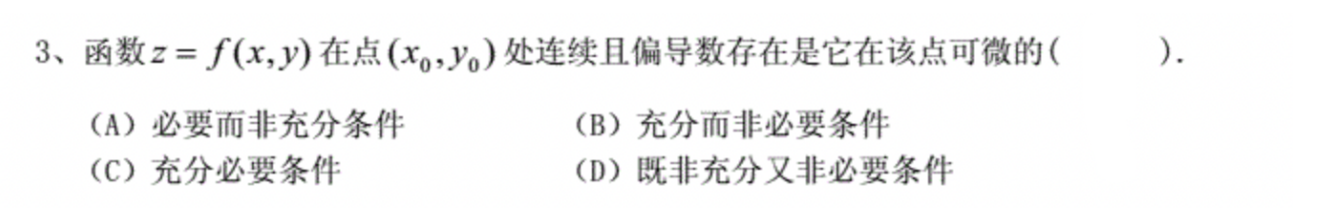 3、函数 z = f(x,y) 在点 (x₀,y₀) 处连续且偏导数存在是它在该点可微的(      ).
(A) 必要而非充分条件      (B) 充分而非必要条件
(C) 充分必要条件      (D) 既非充分又非必要条件